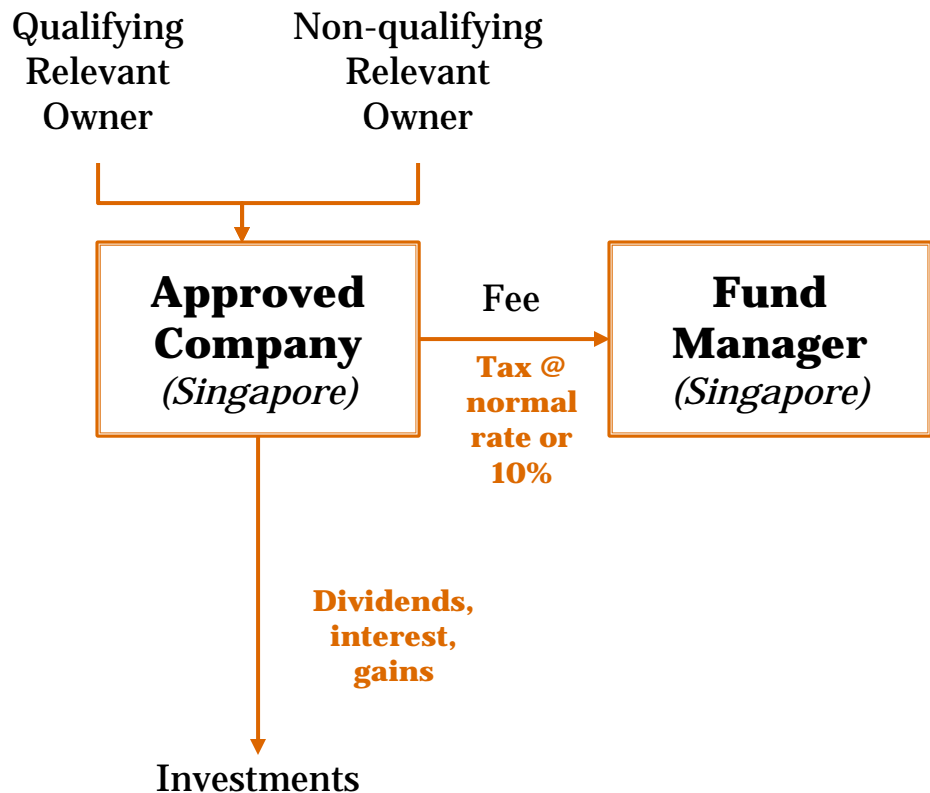 Qualifying
Relevant
Owner
Non-qualifying
Relevant
Owner
Approved
Company
(Singapore)
Fee
Tax @
normal
rate or
10%
Fund
Manager
(Singapore)
Dividends,
interest,
gains
Investments